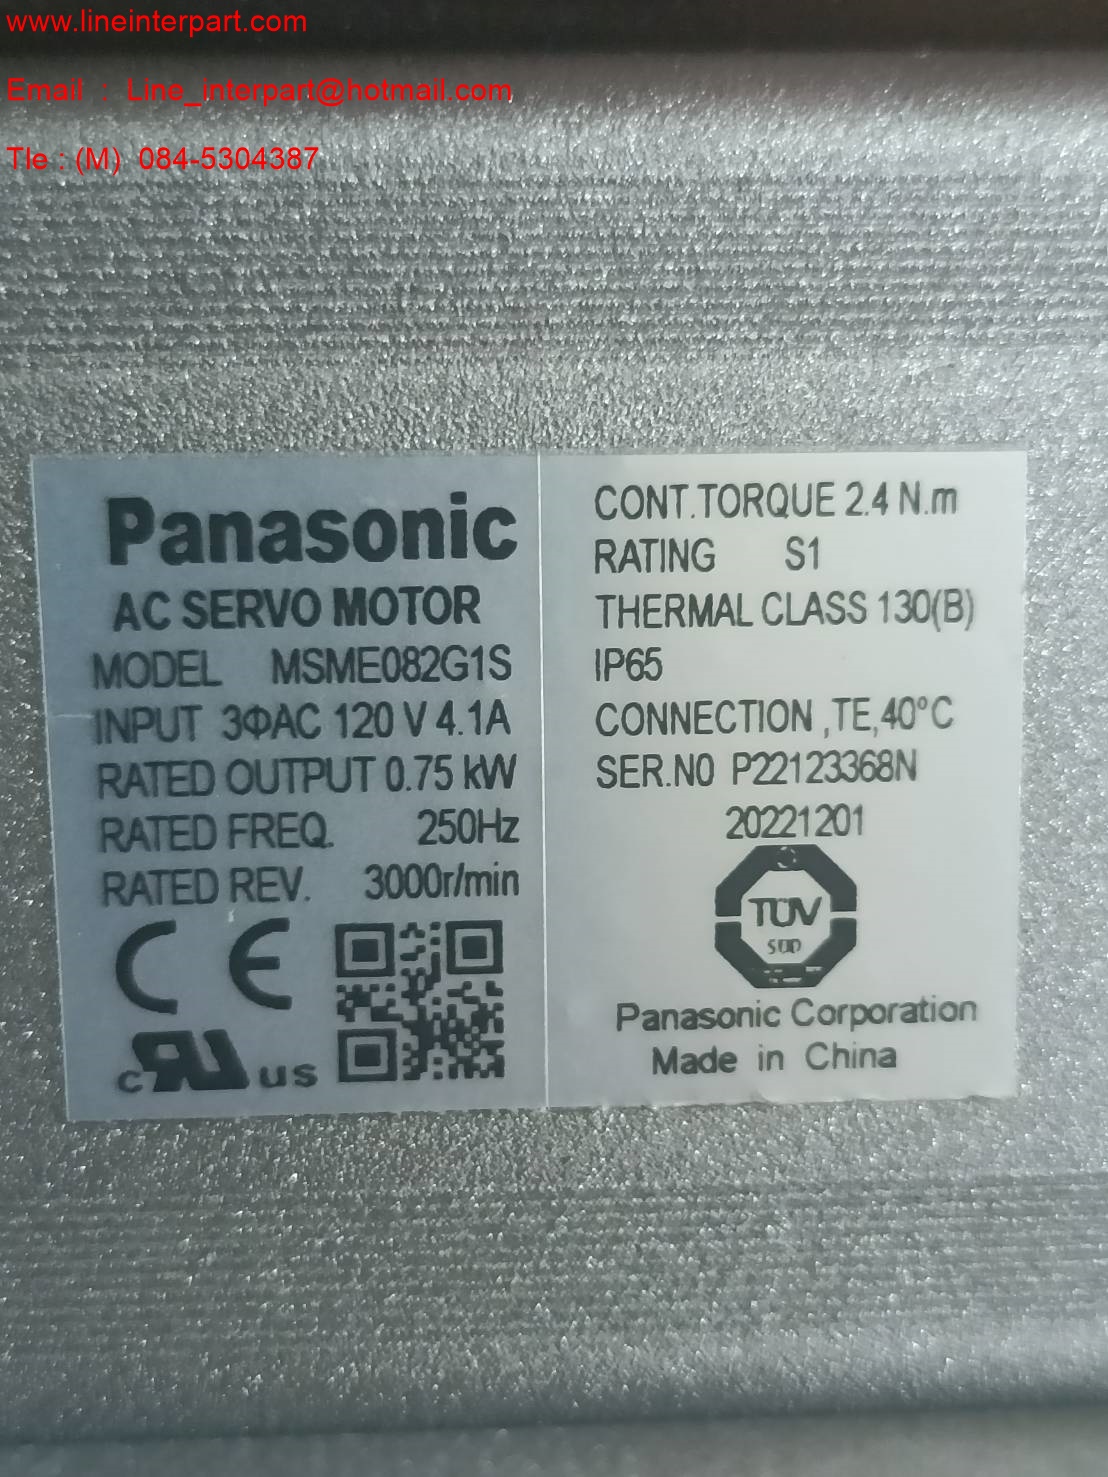 www.lineinterpart.com
Email : Line_interpart@hotmail.com
Tle : (M) 084-5304387
Panasonic
AC SERVO MOTOR
MODEL MSME082G1S
INPUT 3ΦAC 120 V 4.1A
RATED OUTPUT 0.75 kW
RATED FREQ. 250Hz
RATED REV. 3000r/min
CE
c RU us
CONT.TORQUE 2.4 N.m
RATING S1
THERMAL CLASS 130(B)
IP65
CONNECTION ,TE,40°C
SER.NO P22123368N
20221201
TÜV
SÜD
Panasonic Corporation
Made in China